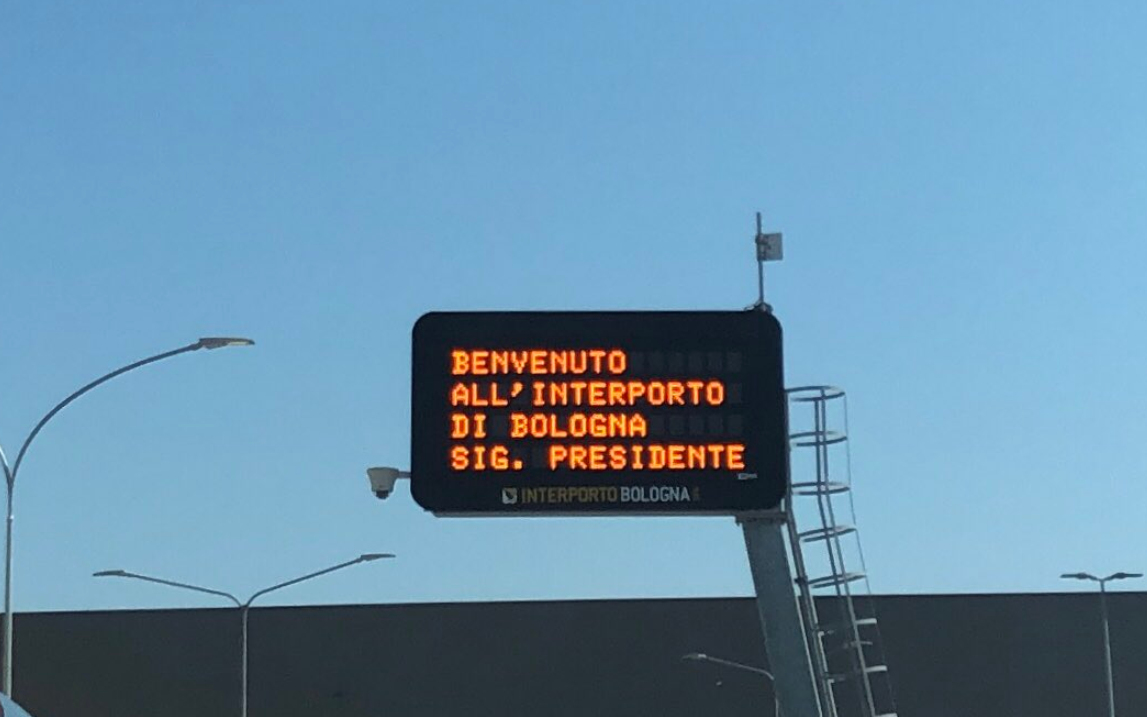 BENVENUTO
ALL'INTERPORTO
DI BOLOGNA
SIG. PRESIDENTE
INTERPORTO BOLOGNA